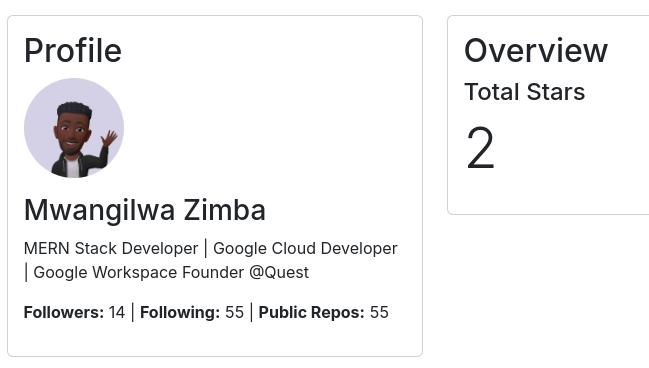 Profile
Mwangilwa Zimba
MERN Stack Developer | Google Cloud Developer
| Google Workspace Founder @Quest
Followers: 14 | Following: 55 | Public Repos: 55
Overview
Total Stars
2